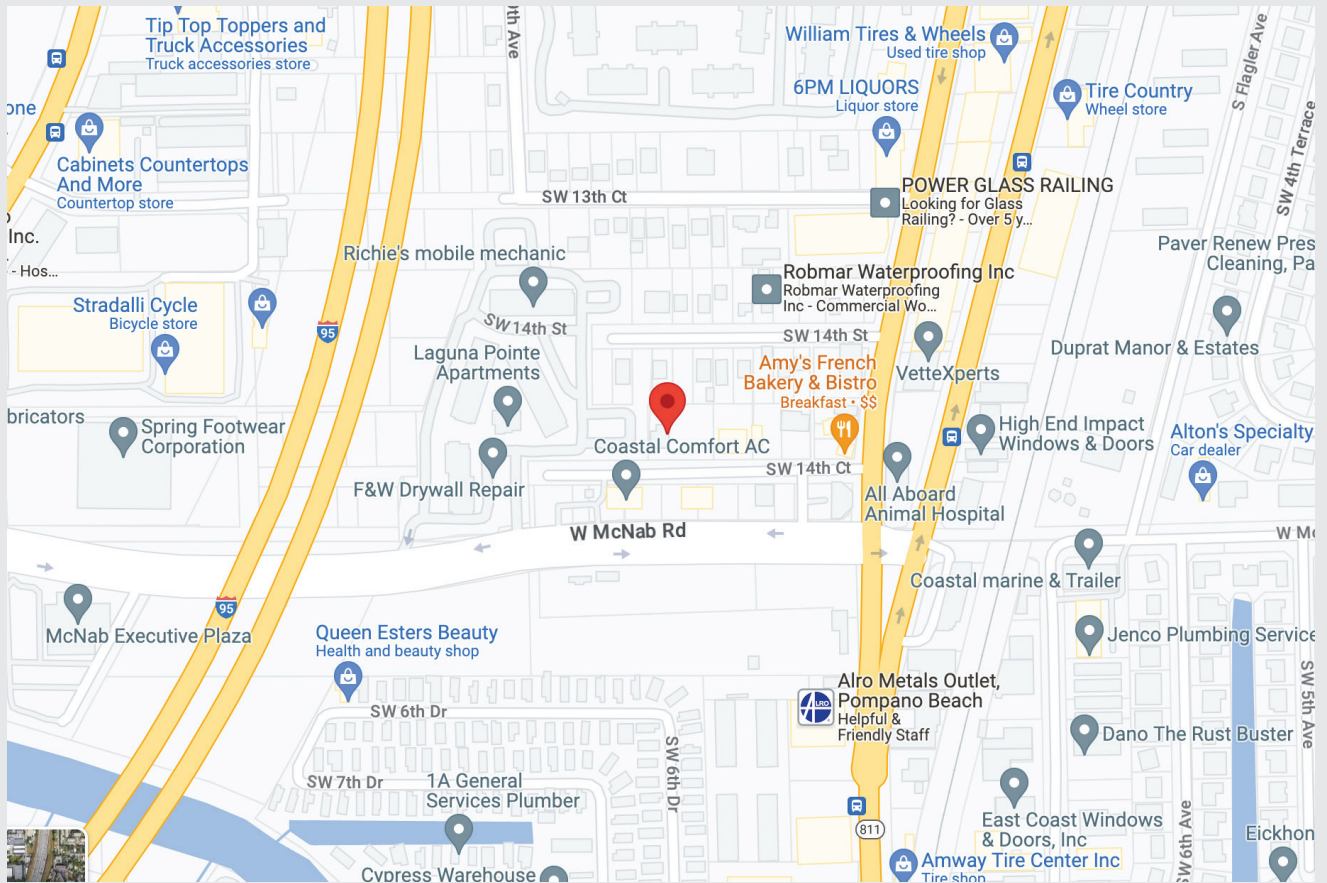 Tip Top Toppers and
Truck Accessories
Truck accessories store
9th Ave
William Tires & Wheels
Used tire shop
6PM LIQUORS
Liquor store
Tire Country
Wheel store
S Flagler Ave
SW 4th Terrace
one
Cabinets Countertops
And More
Countertop store
SW 13th Ct
POWER GLASS RAILING
Looking for Glass
Railing? - Over 5 y...
Inc.
- Hos...
Richie's mobile mechanic
Paver Renew Pres
Cleaning, Pa
Robmar Waterproofing Inc
Robmar Waterproofing
Inc - Commercial Wo...
Stradalli Cycle
Bicycle store
95
SW 14th St
SW 14th St
Laguna Pointe
Apartments
Amy's French
Bakery & Bistro
Breakfast • $$
VetteXperts
Duprat Manor & Estates
bricators
Spring Footwear
Corporation
Coastal Comfort AC
High End Impact
Windows & Doors
Alton's Specialty
Car dealer
F&W Drywall Repair
SW 14th Ct
All Aboard
Animal Hospital
W McNab Rd
W Mc
Coastal marine & Trailer
95
McNab Executive Plaza
Queen Esters Beauty
Health and beauty shop
Jenco Plumbing Service
Alro Metals Outlet,
Pompano Beach
Helpful &
Friendly Staff
ALRO
SW 6th Dr
SW 6th Dr
SW 5th Ave
Dano The Rust Buster
SW 7th Dr
1A General
Services Plumber
811
East Coast Windows
& Doors, Inc
SW 6th Ave
Eickhon
Amway Tire Center Inc
Tire shop
Cypress Warehouse